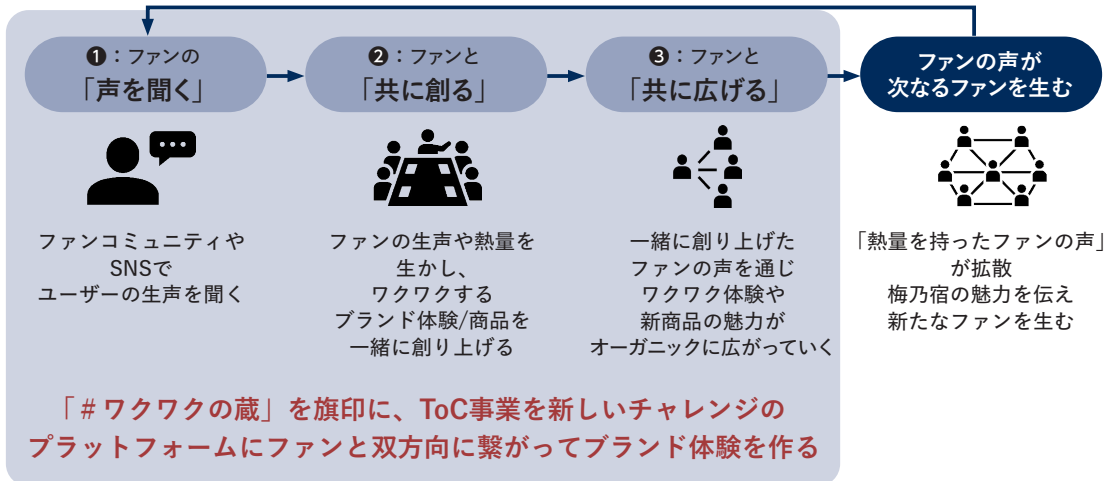 ❶：ファンの
「声を聞く」
❷：ファンと
「共に創る」
❸：ファンと
「共に広げる」
ファンの声が
次なるファンを生む
ファンコミュニティや
SNSで
ユーザーの生声を聞く
ファンの生声や熱量を
生かし、
ワクワクする
ブランド体験/商品を
一緒に創り上げる
一緒に創り上げた
ファンの声を通じ
ワクワク体験や
新商品の魅力が
オーガニックに広がっていく
「熱量を持ったファンの声」
が拡散
梅乃宿の魅力を伝え
新たなファンを生む
「＃ワクワクの蔵」を旗印に、ToC事業を新しいチャレンジの
プラットフォームにファンと双方向に繋がってブランド体験を作る